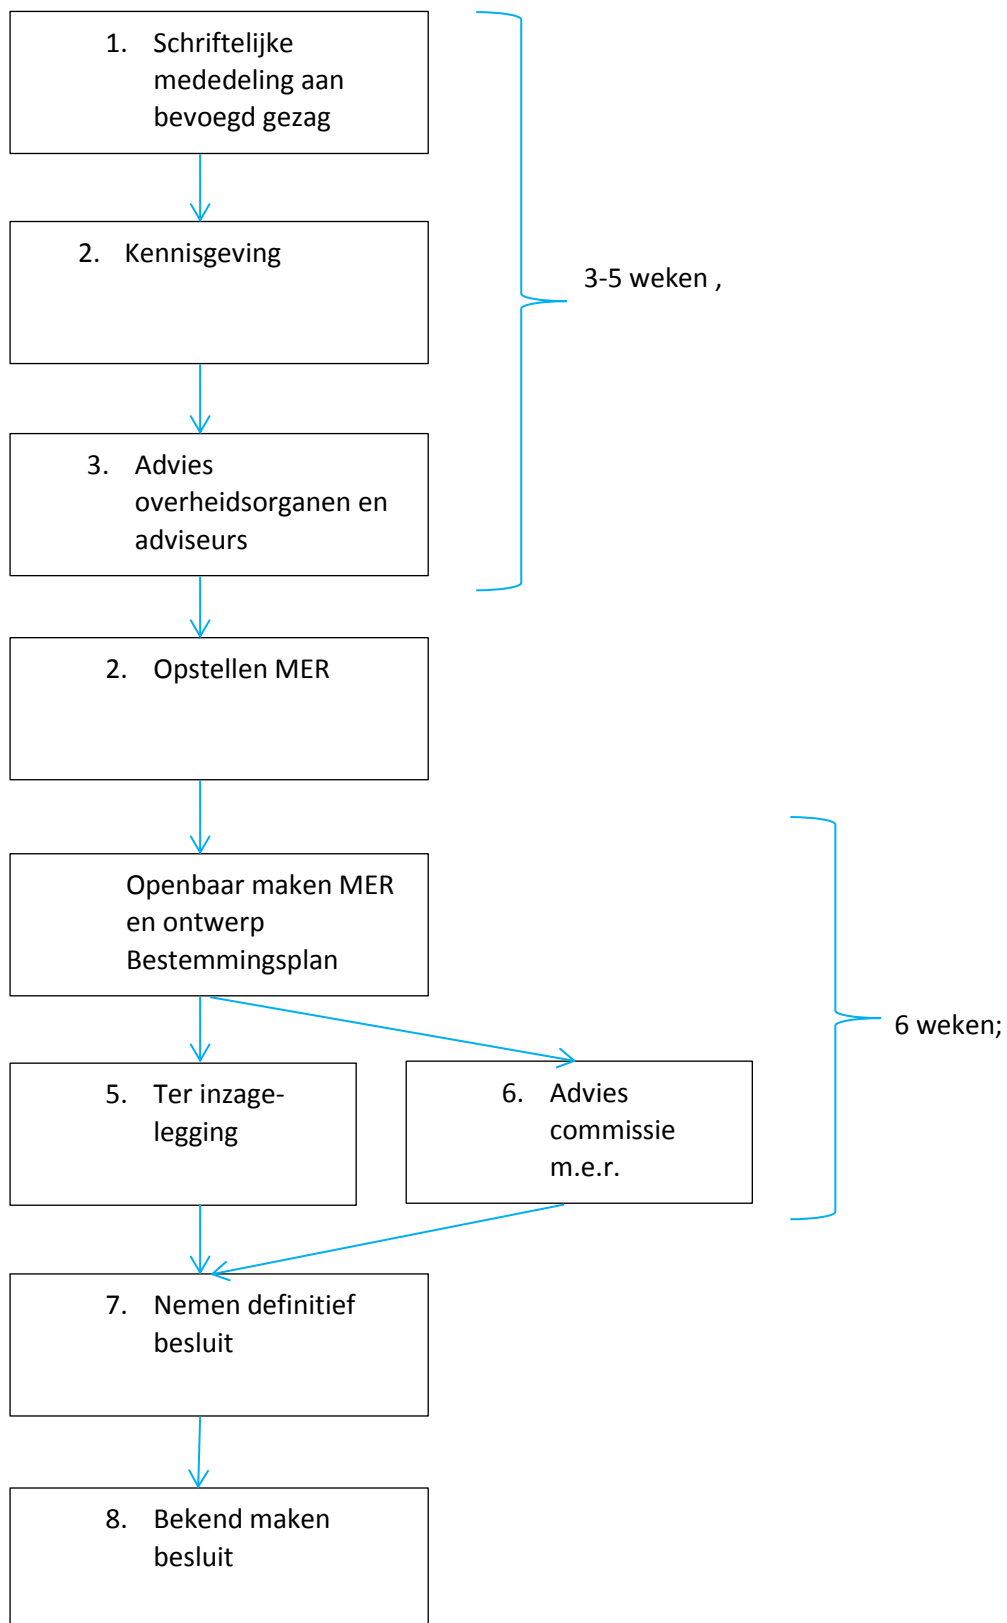 1. Schriftelijke
mededeling aan
bevoegd gezag
2. Kennisgeving
3-5 weken ,
3. Advies
overheidsorganen en
adviseurs
2. Opstellen MER
Openbaar maken MER
en ontwerp
Bestemmingsplan
6 weken;
5. Ter inzage-
legging
6. Advies
commissie
m.e.r.
7. Nemen definitief
besluit
8. Bekend maken
besluit